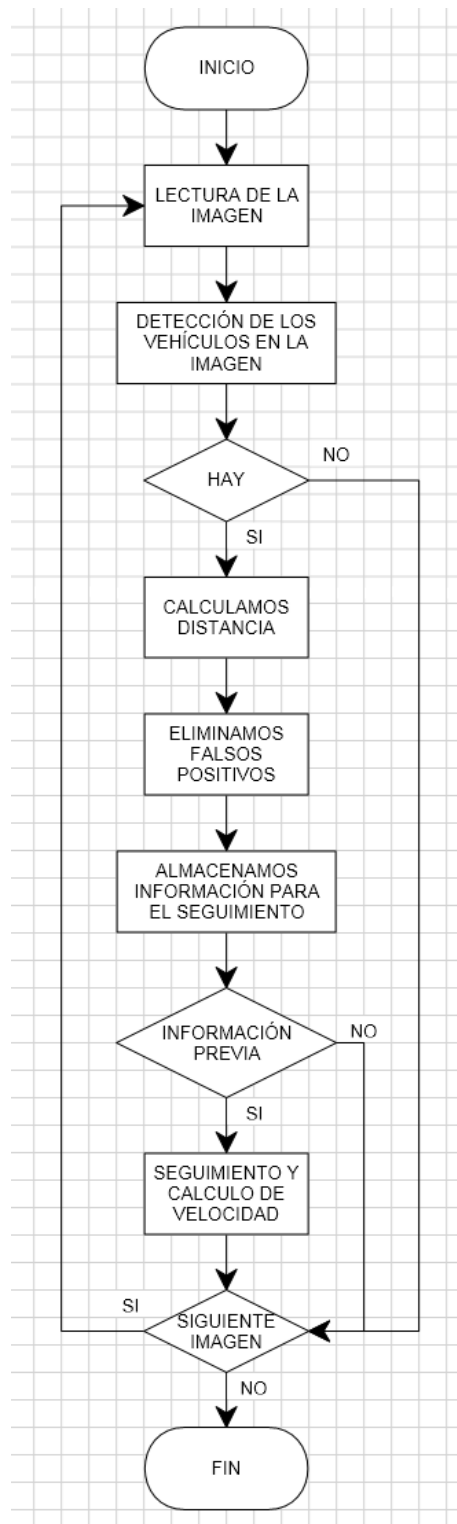 INICIO
LECTURA DE LA
IMAGEN
DETECCIÓN DE LOS
VEHÍCULOS EN LA
IMAGEN
HAY
NO
SI
CALCULAMOS
DISTANCIA
ELIMINAMOS
FALSOS
POSITIVOS
ALMACENAMOS
INFORMACIÓN PARA
EL SEGUIMIENTO
INFORMACIÓN
PREVIA
NO
SI
SEGUIMIENTO Y
CALCULO DE
VELOCIDAD
SI
SIGUIENTE
IMAGEN
NO
FIN